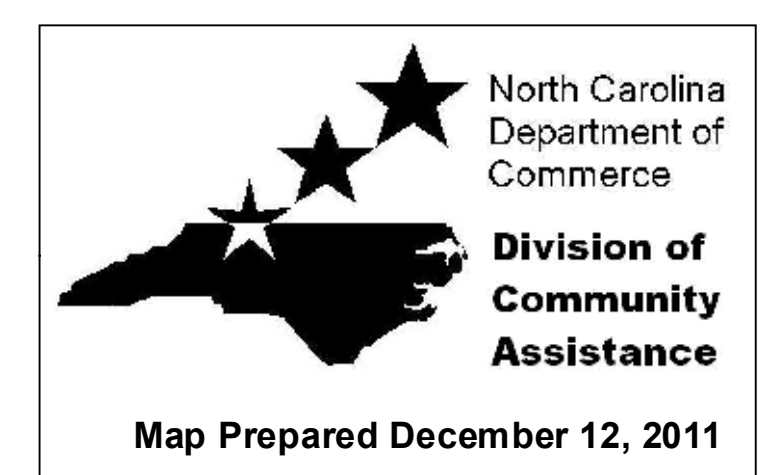 North Carolina
Department of
Commerce
Division of
Community
Assistance
Map Prepared December 12, 2011